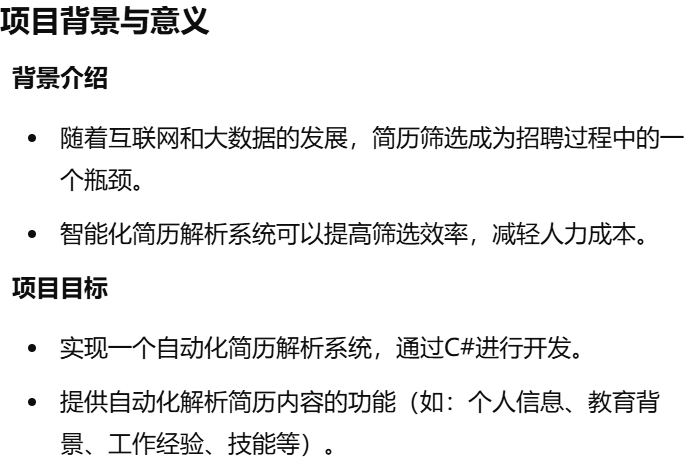 项目背景与意义
背景介绍
• 随着互联网和大数据的发展，简历筛选成为招聘过程中的一
个瓶颈。
• 智能化简历解析系统可以提高筛选效率，减轻人力成本。
项目目标
• 实现一个自动化简历解析系统，通过C#进行开发。
• 提供自动化解析简历内容的功能（如：个人信息、教育背
景、工作经验、技能等）。